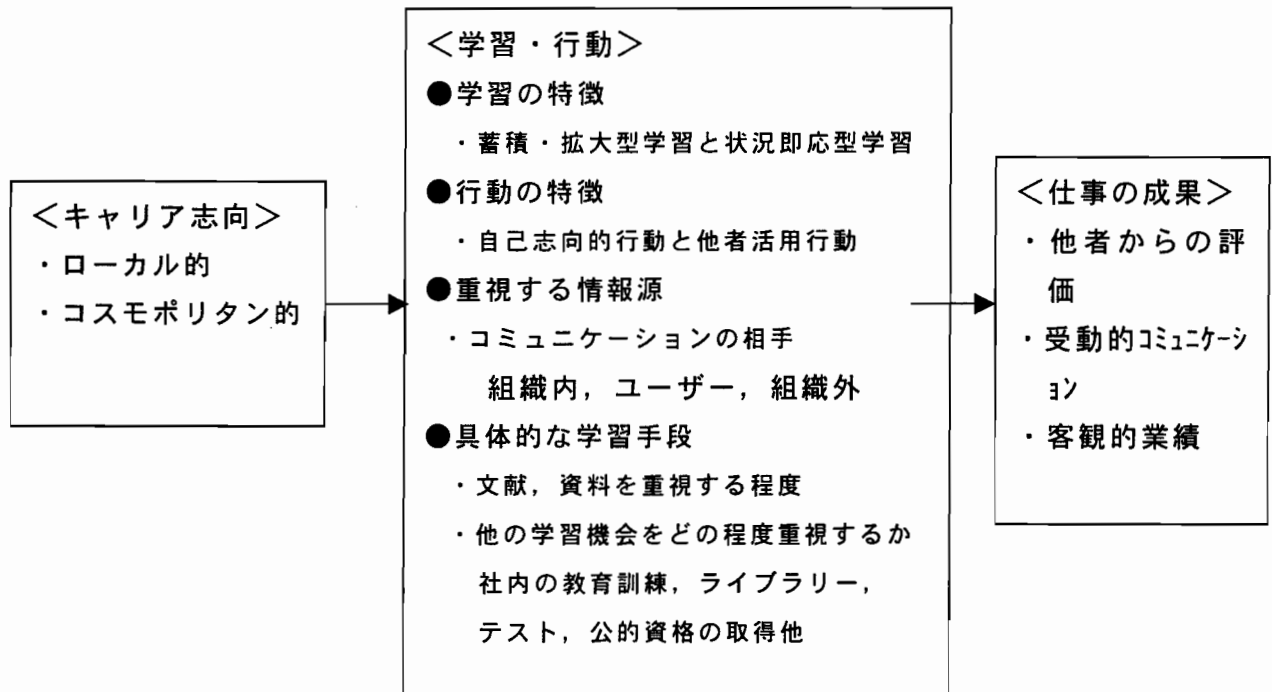 <キャリア志向>
・ローカル的
・コスモポリタン的
<学習・行動>
●学習の特徴
・蓄積・拡大型学習と状況即応型学習
●行動の特徴
・自己志向的行動と他者活用行動
●重視する情報源
・コミュニケーションの相手
組織内，ユーザー，組織外
●具体的な学習手段
・文献，資料を重視する程度
・他の学習機会をどの程度重視するか
社内の教育訓練，ライブラリー，
テスト，公的資格の取得他
<仕事の成果>
・他者からの評
価
・受動的ｺﾐｭﾆｹｰｼ
ｮﾝ
・客観的業績